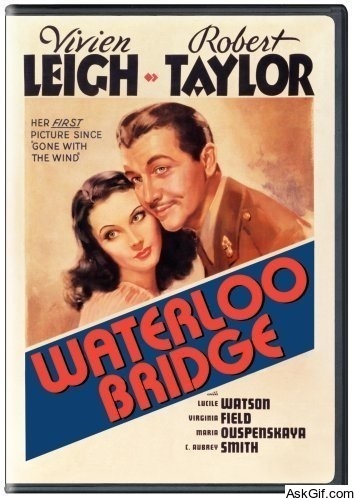 Vivien Robert
LEIGH TAYLOR
HER FIRST
PICTURE SINCE
'GONE WITH
THE WIND'
WATERLOO
BRIDGE
with
LUCILE WATSON
VIRGINIA FIELD
MARIA OUSPENSKAYA
C. AUBREY SMITH
AskGif.com